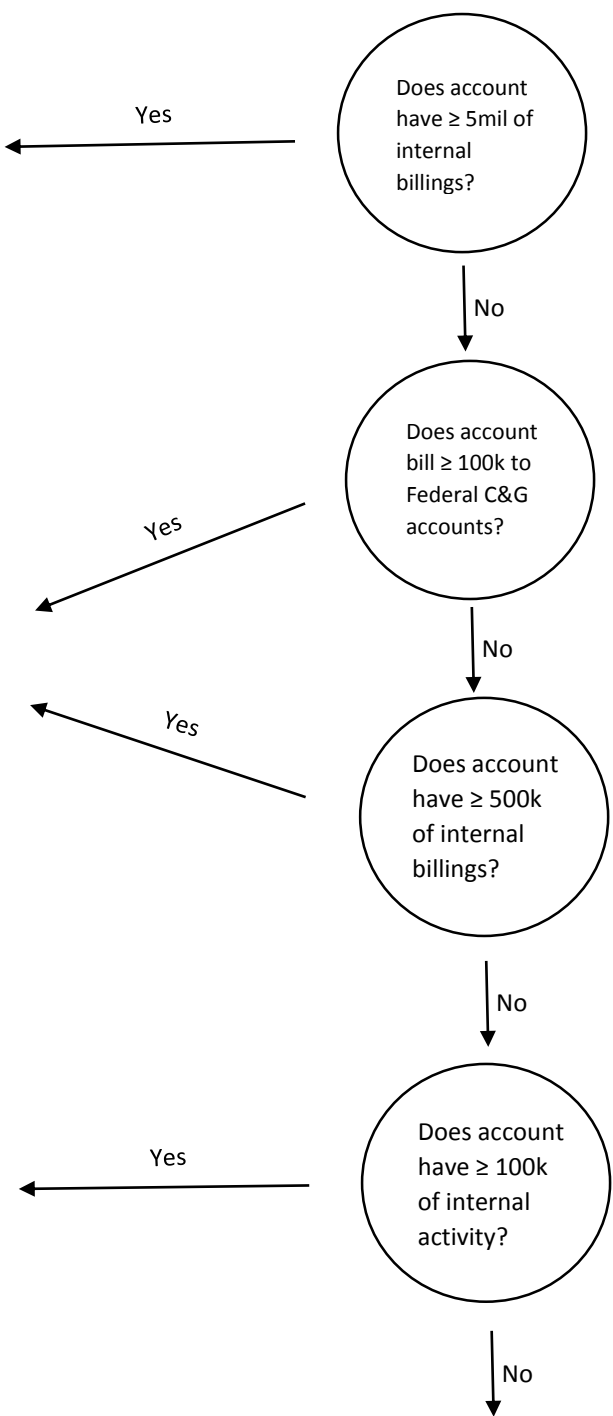 Does account
have ≥ 5mil of
internal
billings?
Yes
No
Does account
bill ≥ 100k to
Federal C&G
accounts?
Yes
No
Does account
have ≥ 500k
of internal
billings?
Yes
No
Does account
have ≥ 100k
of internal
activity?
Yes
No